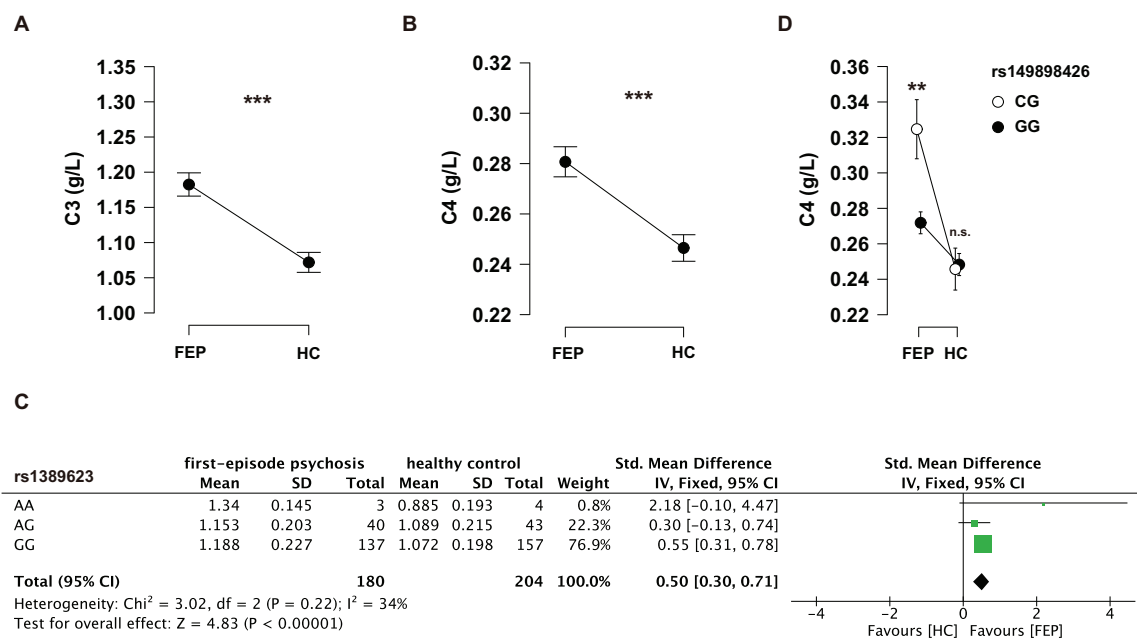 A
1.35
1.30
1.25
1.20
1.15
1.10
1.05
1.00
C3 (g/L)
***
FEP HC
B
0.32
0.30
0.28
0.26
0.24
0.22
C4 (g/L)
***
FEP HC
D
0.36
0.34
0.32
0.30
0.28
0.26
0.24
0.22
C4 (g/L)
**
n.s.
FEP HC
rs149898426
CG
GG
C
first-episode psychosis healthy control Std. Mean Difference Std. Mean Difference
rs1389623 Mean SD Total Mean SD Total Weight IV, Fixed, 95% CI IV, Fixed, 95% CI
AA 1.34 0.145 3 0.885 0.193 4 0.8% 2.18 [-0.10, 4.47]
AG 1.153 0.203 40 1.089 0.215 43 22.3% 0.30 [-0.13, 0.74]
GG 1.188 0.227 137 1.072 0.198 157 76.9% 0.55 [0.31, 0.78]
Total (95% CI) 180 204 100.0% 0.50 [0.30, 0.71]
Heterogeneity: Chi² = 3.02, df = 2 (P = 0.22); I² = 34%
Test for overall effect: Z = 4.83 (P < 0.00001)
-4 -2 0 2 4
Favours [HC] Favours [FEP]